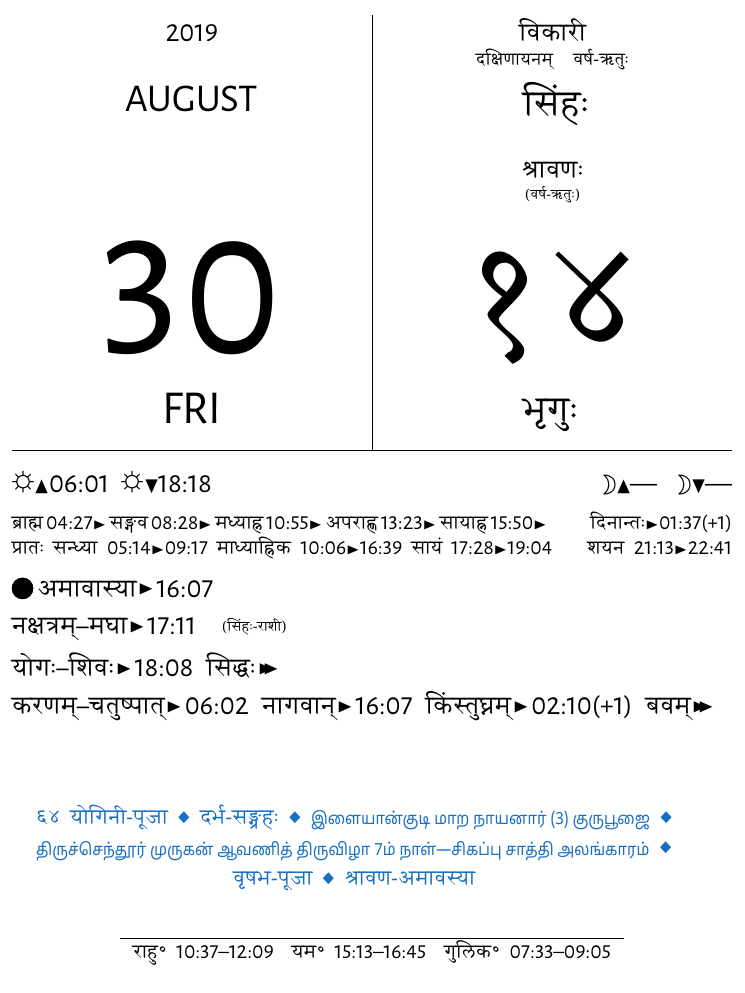 2019
AUGUST
30
FRI
विकारी
दक्षिणायनम् वर्ष-ऋतुः
सिंहः
श्रावणः
(वर्ष-ऋतुः)
१४
भृगुः
☼▲06:01 ☼▼18:18 ☽▲— ☽▼—
ब्राह्म 04:27► सङ्गव 08:28► मध्याह्न 10:55► अपराह्ण 13:23► सायाह्न 15:50► दिनान्तः►01:37(+1)
प्रातः सन्ध्या 05:14►09:17 माध्याह्निक 10:06►16:39 सायं 17:28►19:04 शयन 21:13►22:41
●अमावास्या►16:07
नक्षत्रम्–मघा►17:11 (सिंहः-राशी)
योगः–शिवः►18:08 सिद्धः►►
करणम्–चतुष्पात्►06:02 नागवान्►16:07 किंस्तुघ्नम्►02:10(+1) बवम्►►
६४ योगिनी-पूजा ◆ दर्भ-सङ्ग्रहः ◆ இளையான்குடி மாற நாயனார் (3) குருபூஜை ◆
திருச்செந்தூர் முருகன் ஆவணித் திருவிழா 7ம் நாள்—சிகப்பு சாத்தி அலங்காரம் ◆
वृषभ-पूजा ◆ श्रावण-अमावस्या
राहु॰ 10:37–12:09 यम॰ 15:13–16:45 गुलिक॰ 07:33–09:05